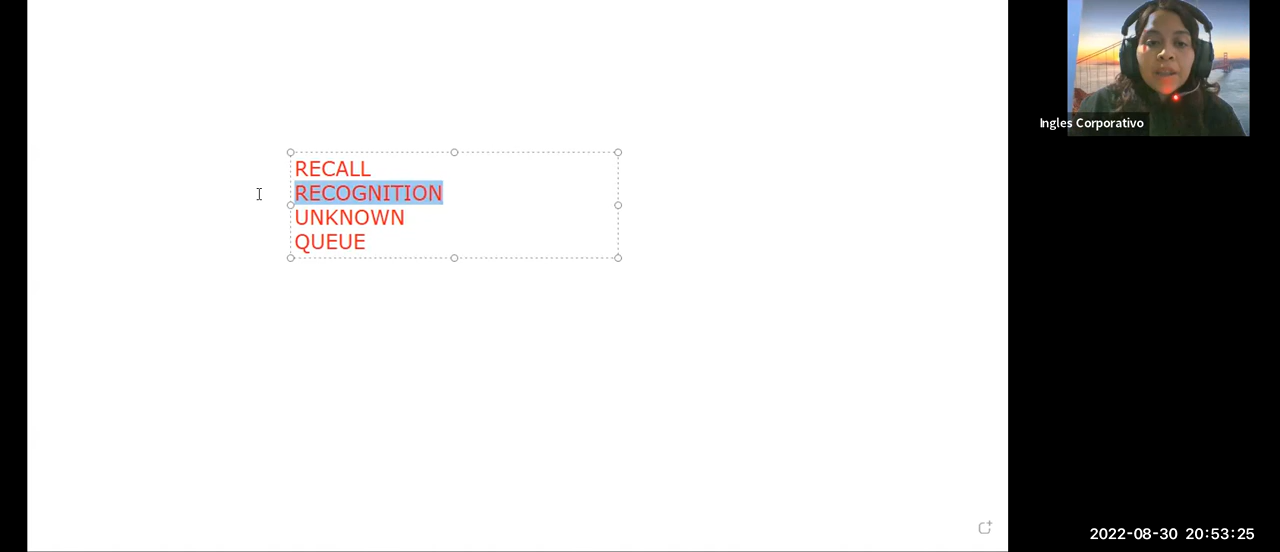 RECALL
RECOGNITION
UNKNOWN
QUEUE
Ingles Corporativo
2022-08-30 20:53:25